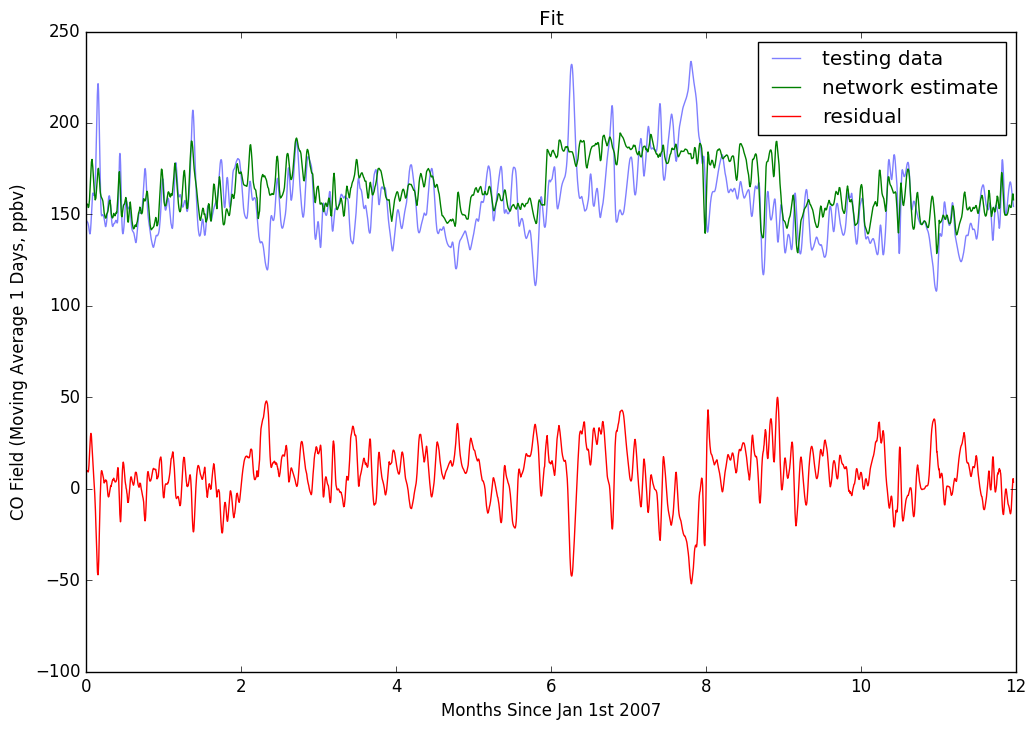 Fit
250
200
150
100
50
0
−50
−100
CO Field (Moving Average 1 Days, ppbv)
testing data
network estimate
residual
0 2 4 6 8 10 12
Months Since Jan 1st 2007